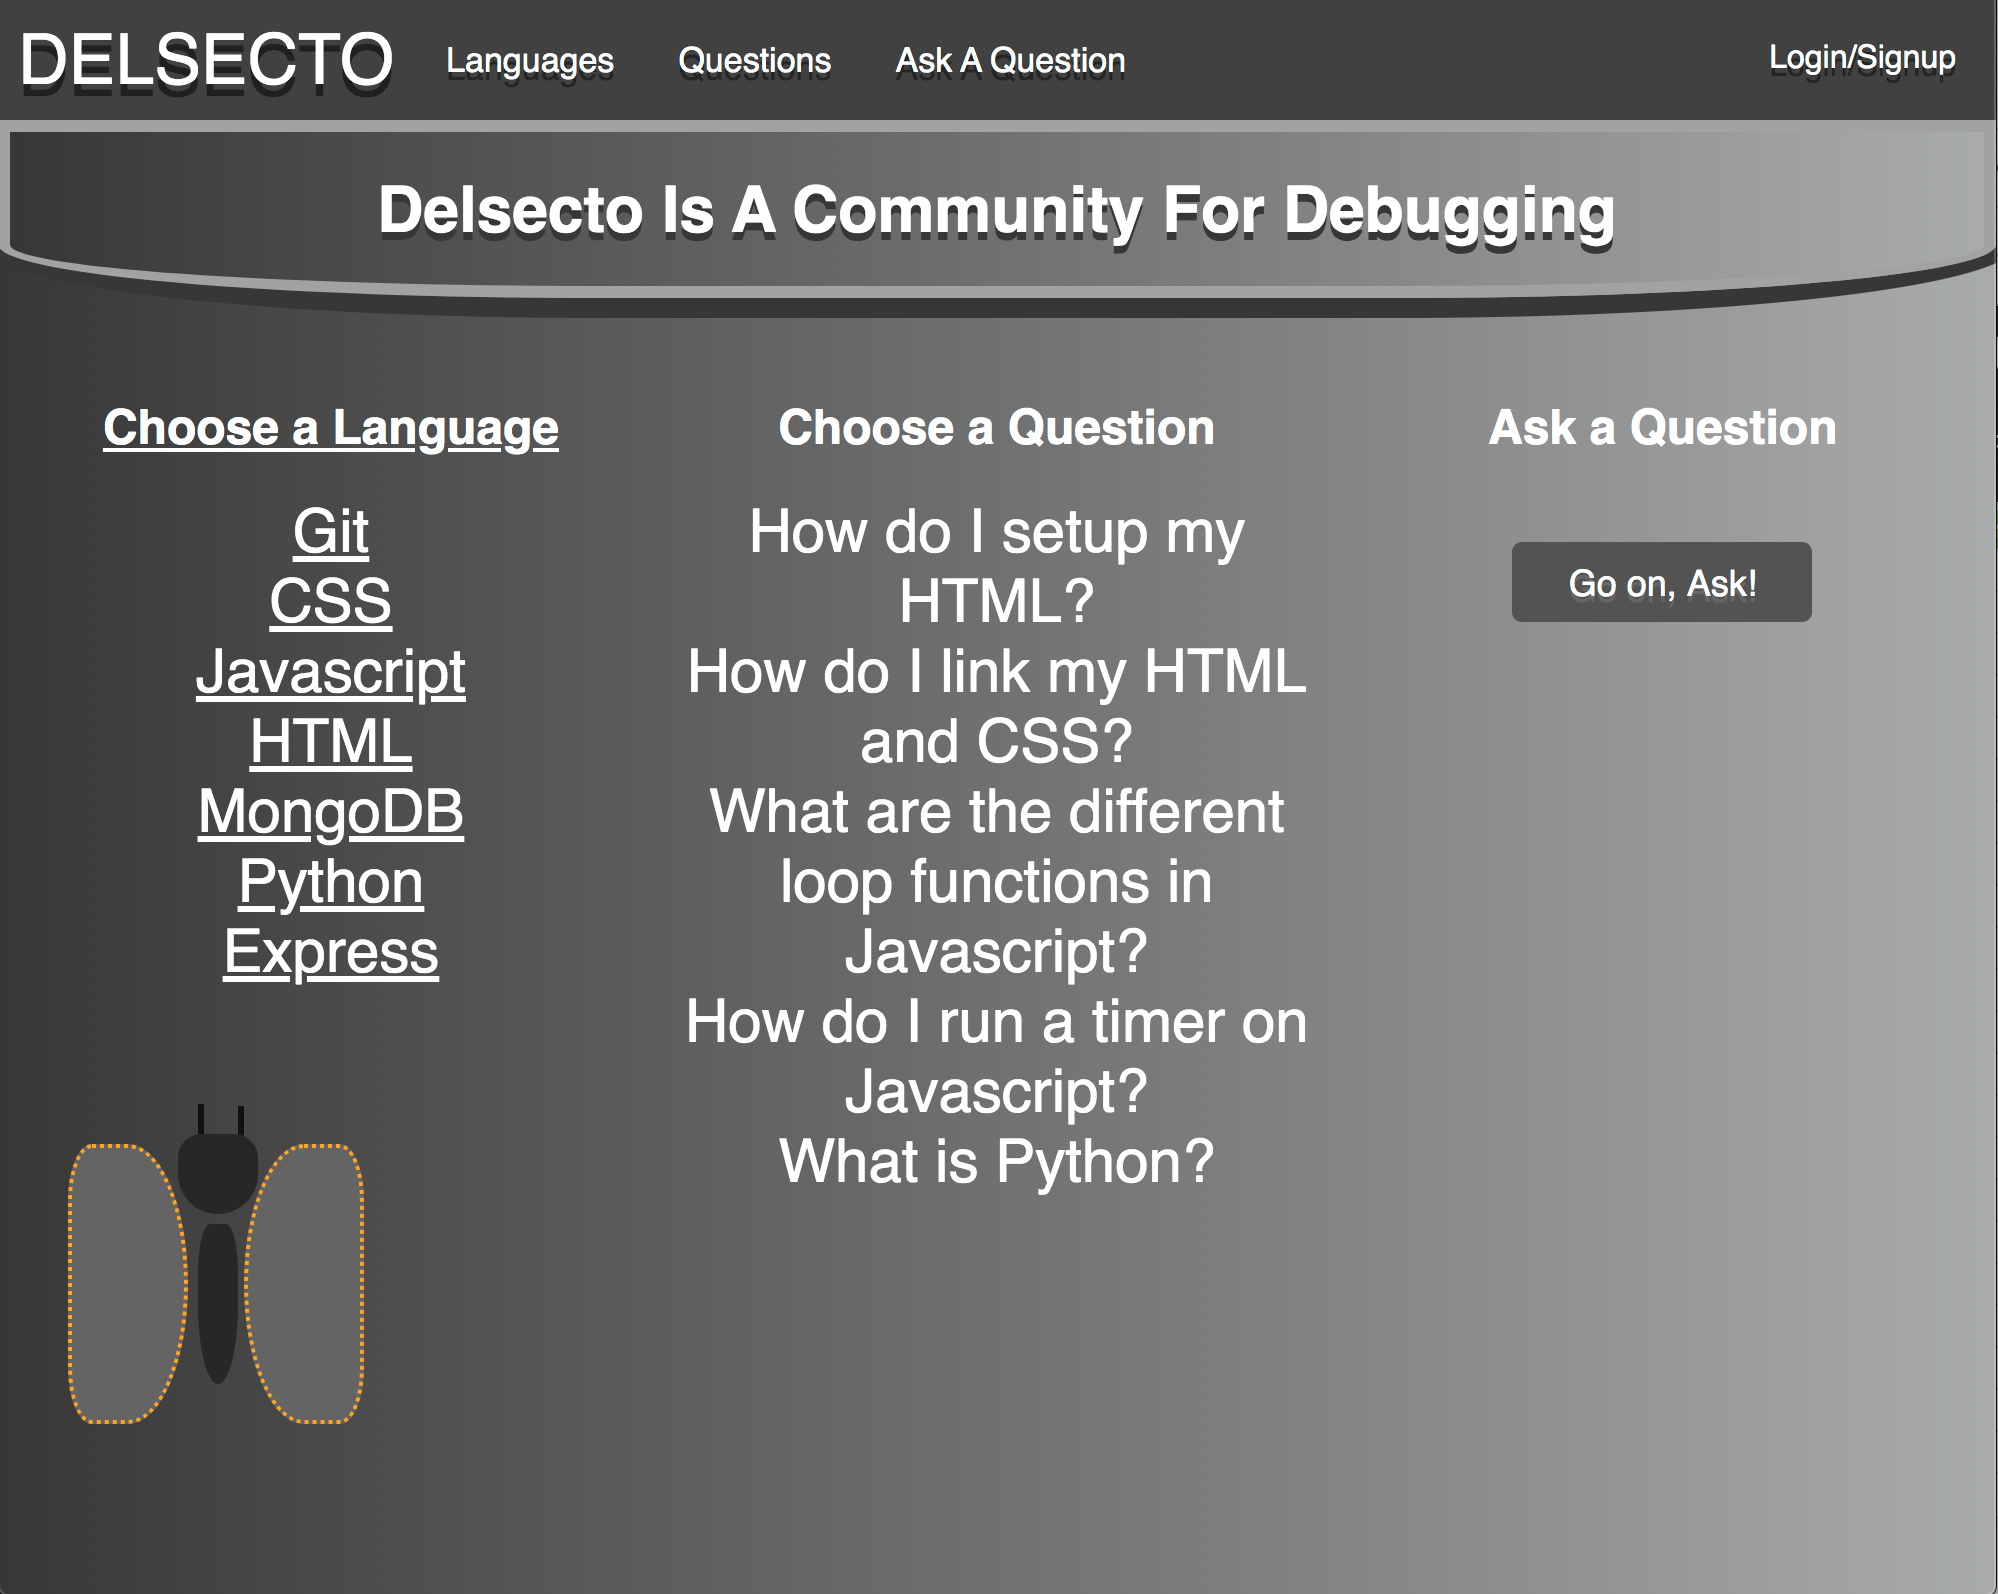 DELSECTO
Languages
Questions
Ask A Question
Login/Signup
Delsecto Is A Community For Debugging
Choose a Language
Git
CSS
Javascript
HTML
MongoDB
Python
Express
Choose a Question
How do I setup my
HTML?
How do I link my HTML
and CSS?
What are the different
loop functions in
Javascript?
How do I run a timer on
Javascript?
What is Python?
Ask a Question
Go on, Ask!